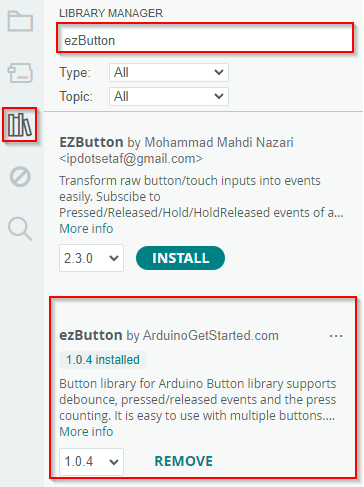 LIBRARY MANAGER
ezButton
Type: All
Topic: All
EZButton by Mohammad Mahdi Nazari
<ipdotsetaf@gmail.com>
Transform raw button/touch inputs into events
easily. Subscibe to
Pressed/Released/Hold/HoldReleased events of a...
More info
2.3.0 INSTALL
ezButton by ArduinoGetStarted.com ...
1.0.4 installed
Button library for Arduino Button library supports
debounce, pressed/released events and the press
counting. It is easy to use with multiple buttons....
More info
1.0.4 REMOVE